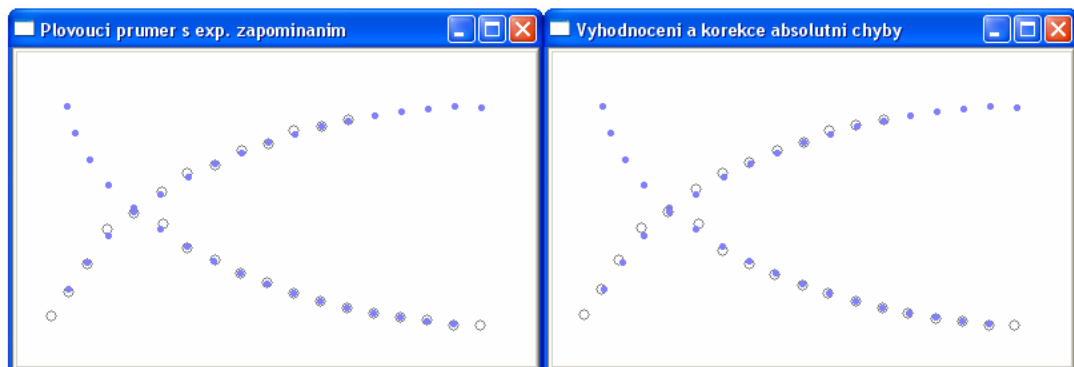 Plovouci prumer s exp. zapominanim
Vyhodnoceni a korekce absolutni chyby